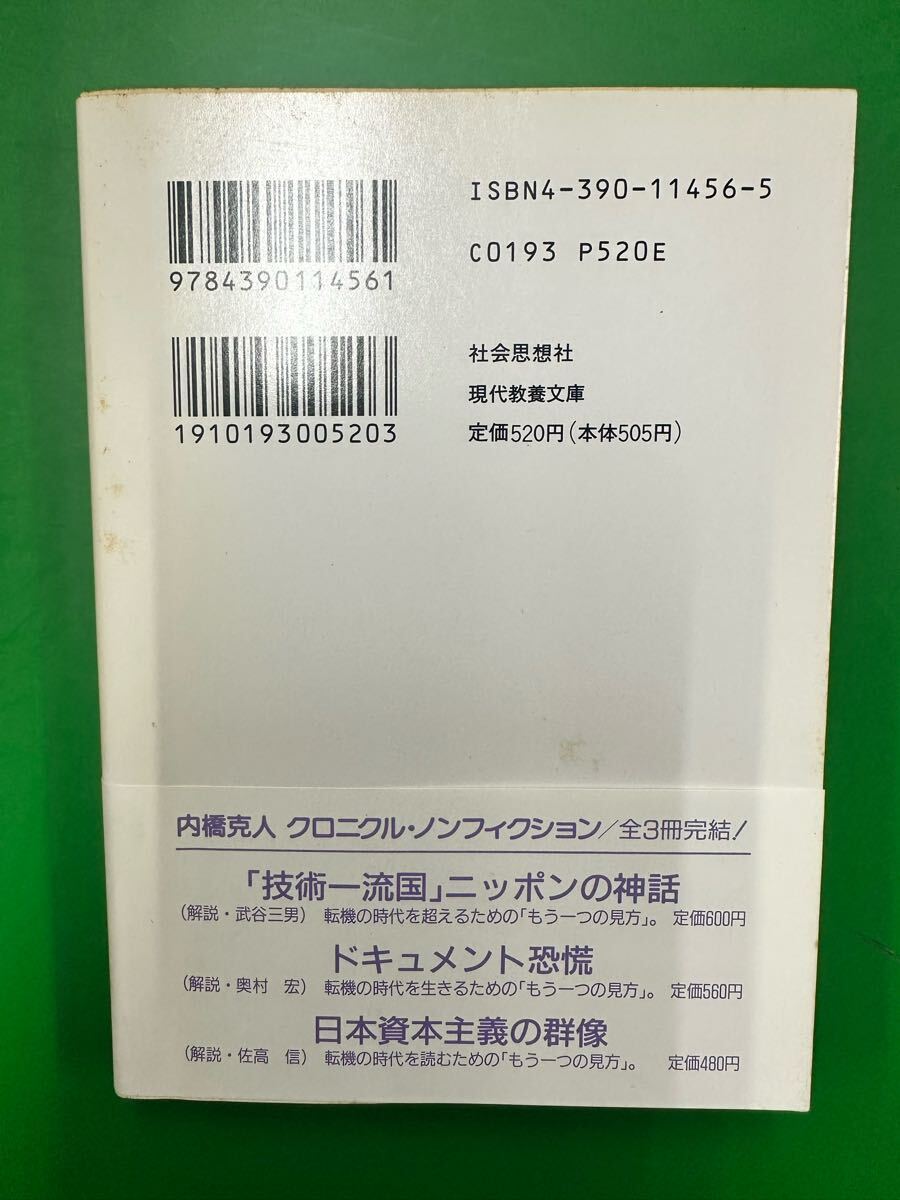 ISBN4-390-11456-5
9784390114561
C0193 P520E
1910193005203
社会思想社
現代教養文庫
定価520円(本体505円)
内橋克人 クロニクル・ノンフィクション/全3冊完結!
「技術一流国」ニッポンの神話
(解説・武谷三男) 転機の時代を超えるための「もう一つの見方」。 定価600円
ドキュメント恐慌
(解説・奥村 宏) 転機の時代を生きるための「もう一つの見方」。 定価560円
日本資本主義の群像
(解説・佐高 信) 転機の時代を読むための「もう一つの見方」。 定価480円